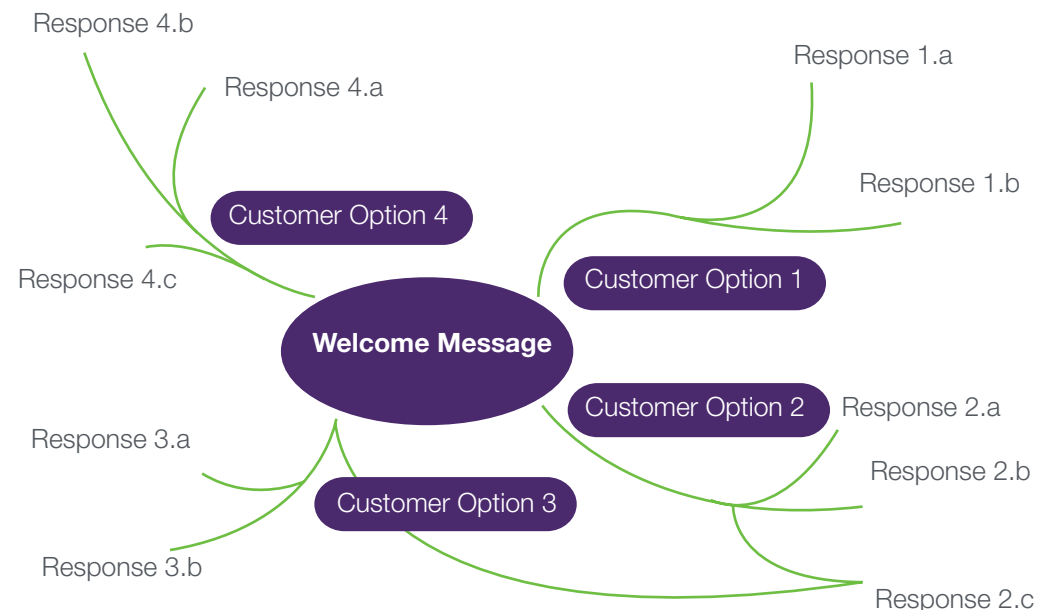 Response 4.b
Response 1.a
Response 4.a
Response 1.b
Customer Option 4
Response 4.c
Customer Option 1
Welcome Message
Customer Option 2
Response 2.a
Response 3.a
Response 2.b
Customer Option 3
Response 3.b
Response 2.c